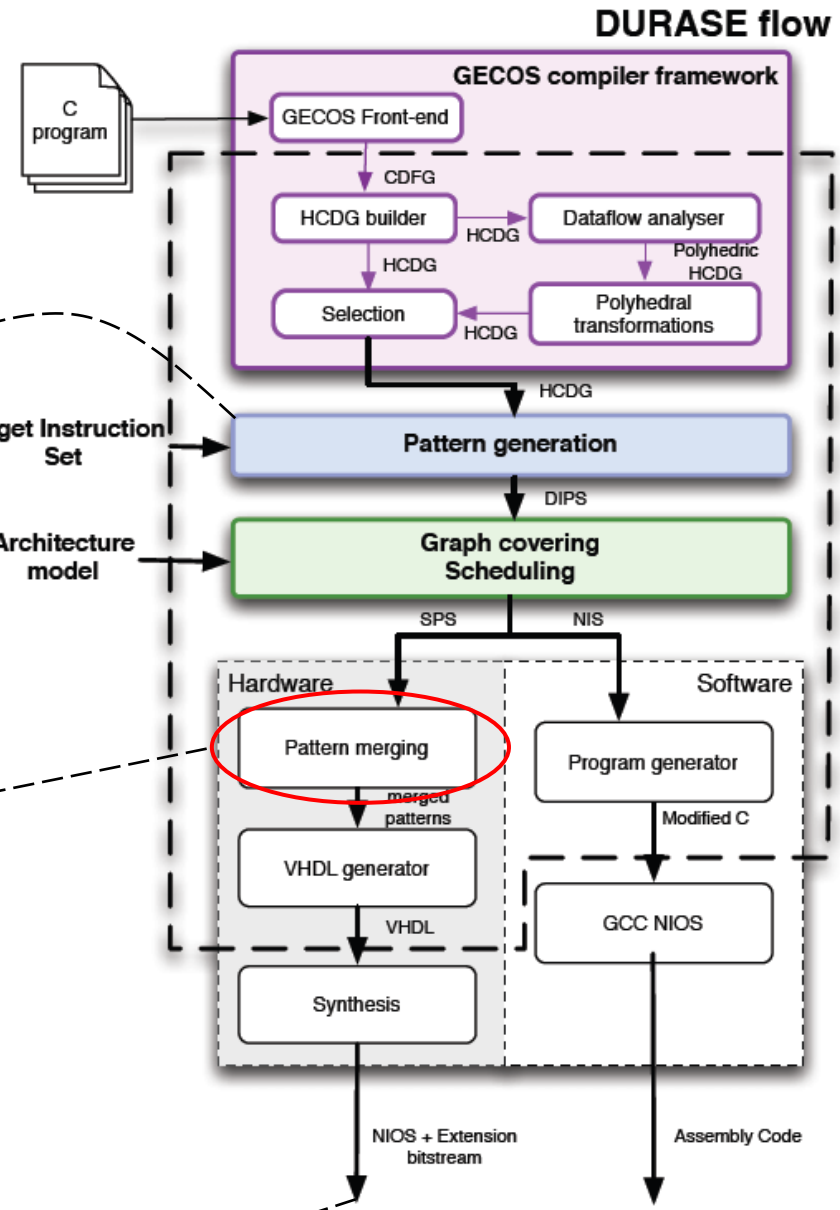 DURASE flow
GECOS compiler framework
C
program
GECOS Front-end
CDFG
HCDG builder
HCDG
Dataflow analyser
HCDG
Polyhedric
HCDG
Selection
HCDG
Polyhedral
transformations
HCDG
get Instruction
Set
Pattern generation
DIPS
Architecture
model
Graph covering
Scheduling
SPS
NIS
Hardware
Software
Pattern merging
Program generator
merged
patterns
Modified C
VHDL generator
GCC NIOS
VHDL
Synthesis
NIOS + Extension
bitstream
Assembly Code